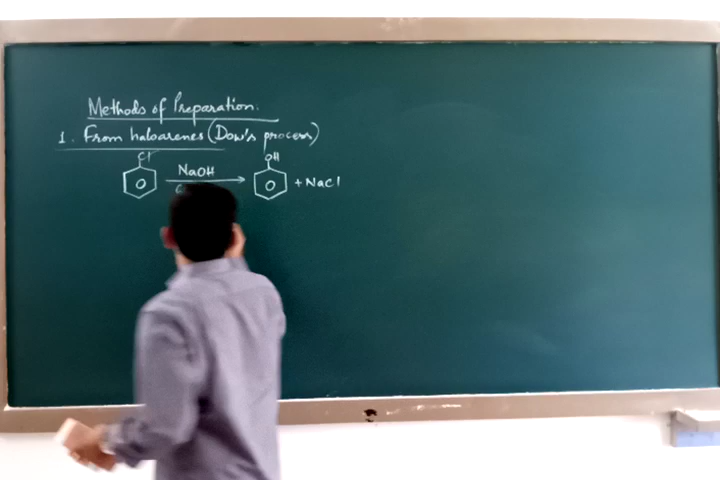 Methods of Preparation:
1. From haloarenes (Dow's process)
Cl NaOH OH + NaCl